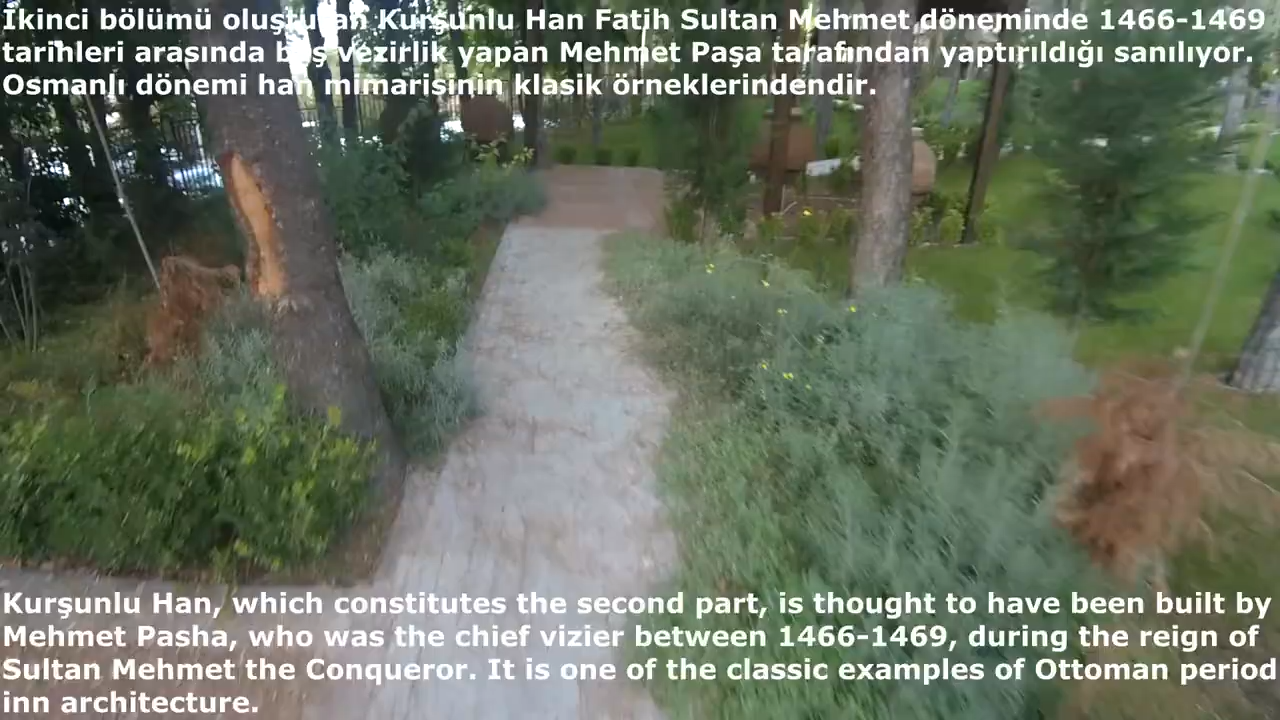 İkinci bölümü oluşturan Kurşunlu Han Fatih Sultan Mehmet döneminde 1466-1469
tarihleri arasında baş vezirlik yapan Mehmet Paşa tarafından yaptırıldığı sanılıyor.
Osmanlı dönemi han mimarisinin klasik örneklerindendir.
Kurşunlu Han, which constitutes the second part, is thought to have been built by
Mehmet Pasha, who was the chief vizier between 1466-1469, during the reign of
Sultan Mehmet the Conqueror. It is one of the classic examples of Ottoman period
inn architecture.